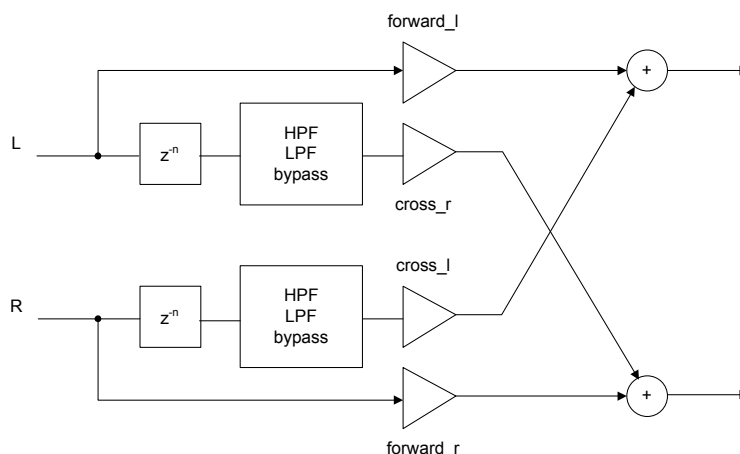 forward_l
+
L
z-n
HPF
LPF
bypass
cross_r
cross_l
R
z-n
HPF
LPF
bypass
+
forward_r